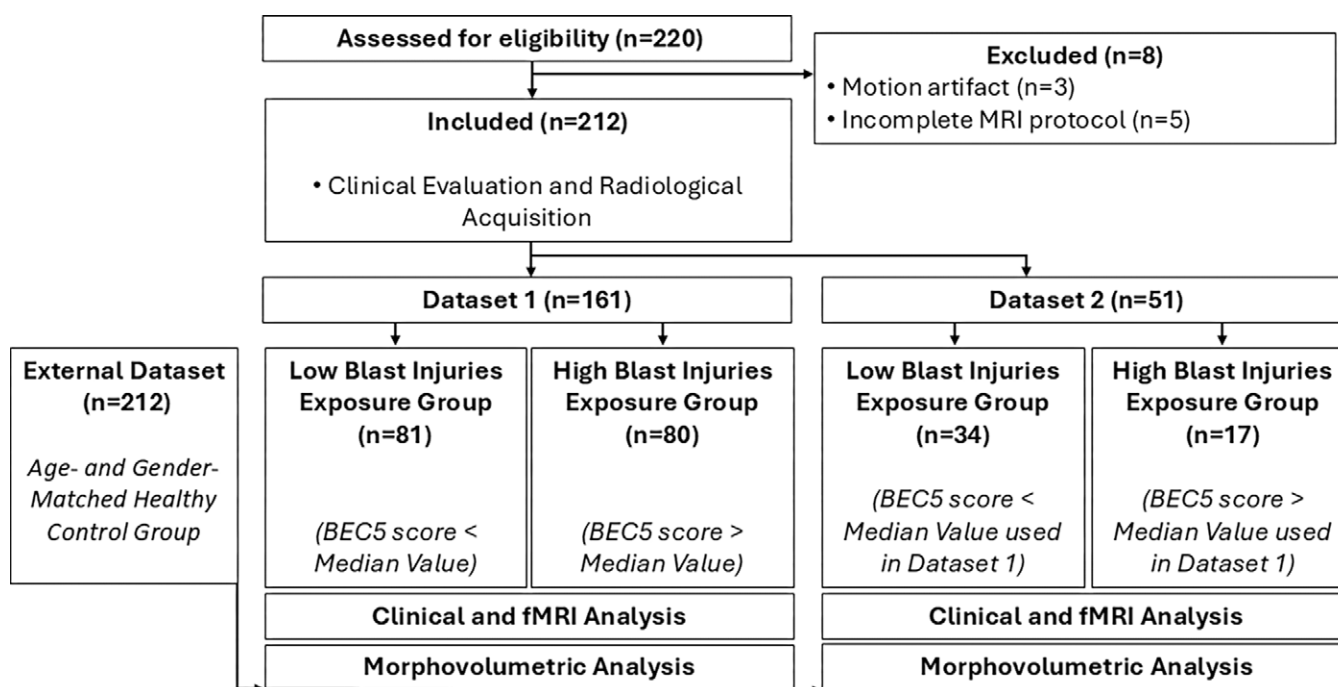 Assessed for eligibility (n=220)
Excluded (n=8)
• Motion artifact (n=3)
• Incomplete MRI protocol (n=5)
Included (n=212)
• Clinical Evaluation and Radiological
Acquisition
Dataset 1 (n=161)
Dataset 2 (n=51)
External Dataset
(n=212)
Age- and Gender-
Matched Healthy
Control Group
Low Blast Injuries
Exposure Group
(n=81)
(BEC5 score <
Median Value)
High Blast Injuries
Exposure Group
(n=80)
(BEC5 score >
Median Value)
Low Blast Injuries
Exposure Group
(n=34)
(BEC5 score <
Median Value used
in Dataset 1)
High Blast Injuries
Exposure Group
(n=17)
(BEC5 score >
Median Value used
in Dataset 1)
Clinical and fMRI Analysis
Clinical and fMRI Analysis
Morphovolumetric Analysis
Morphovolumetric Analysis